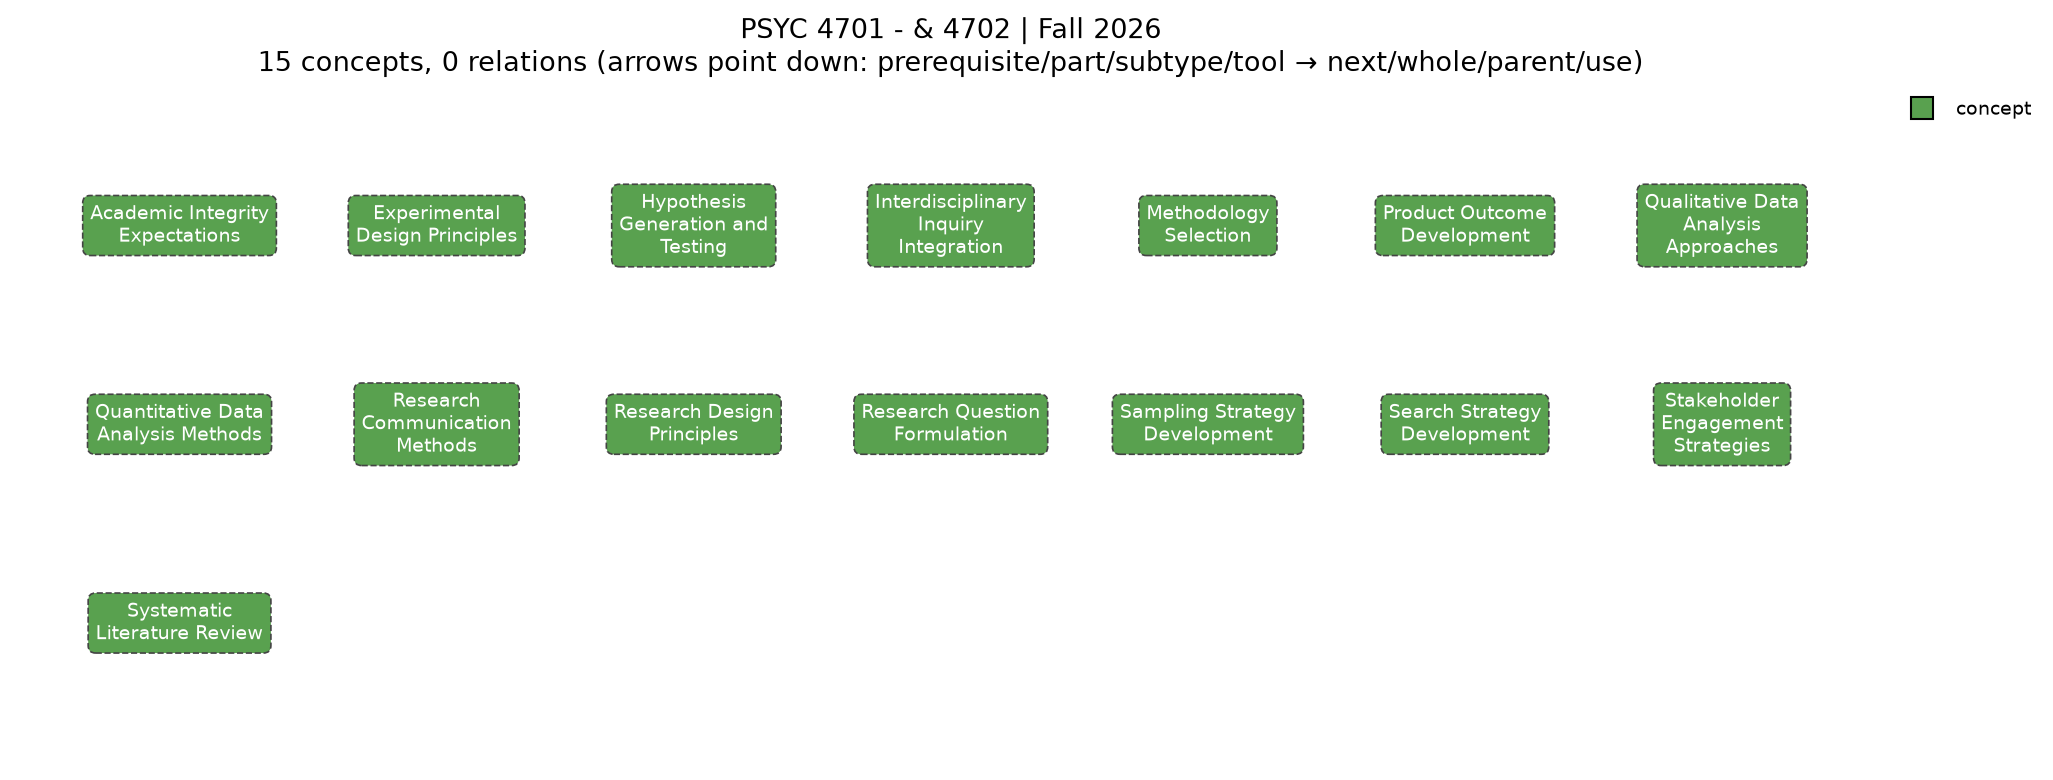 PSYC 4701 - & 4702 | Fall 2026
15 concepts, 0 relations (arrows point down: prerequisite/part/subtype/tool → next/whole/parent/use)
concept
Academic Integrity
Expectations
Experimental
Design Principles
Hypothesis
Generation and
Testing
Interdisciplinary
Inquiry
Integration
Methodology
Selection
Product Outcome
Development
Qualitative Data
Analysis
Approaches
Quantitative Data
Analysis Methods
Research
Communication
Methods
Research Design
Principles
Research Question
Formulation
Sampling Strategy
Development
Search Strategy
Development
Stakeholder
Engagement
Strategies
Systematic
Literature Review